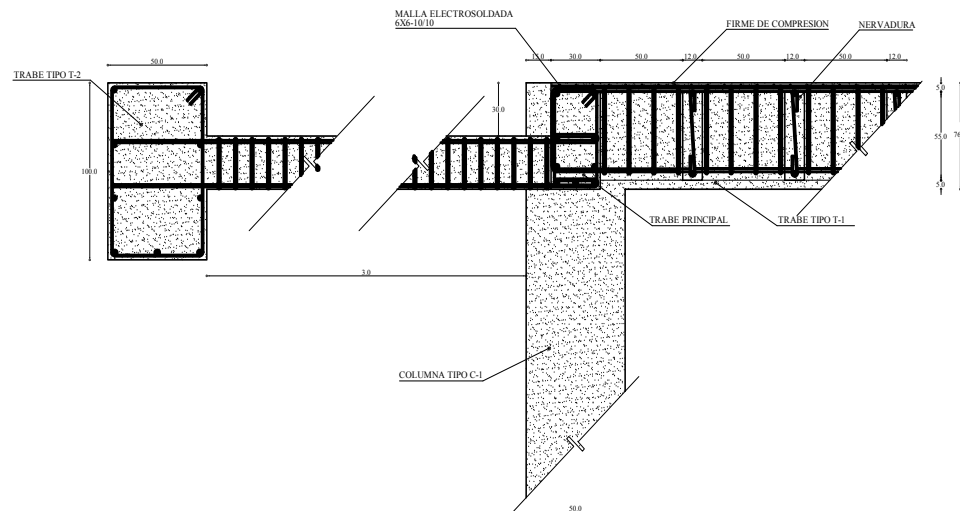 MALLA ELECTROSOLDADA
6X6-10/10
FIRME DE COMPRESION
NERVADURA
50.0
15.0 30.0 50.0 12.0 50.0 12.0 50.0 12.0
TRABE TIPO T-2
30.0
5.0
55.0
5.0
100.0
TRABE PRINCIPAL
TRABE TIPO T-1
3.0
COLUMNA TIPO C-1
50.0